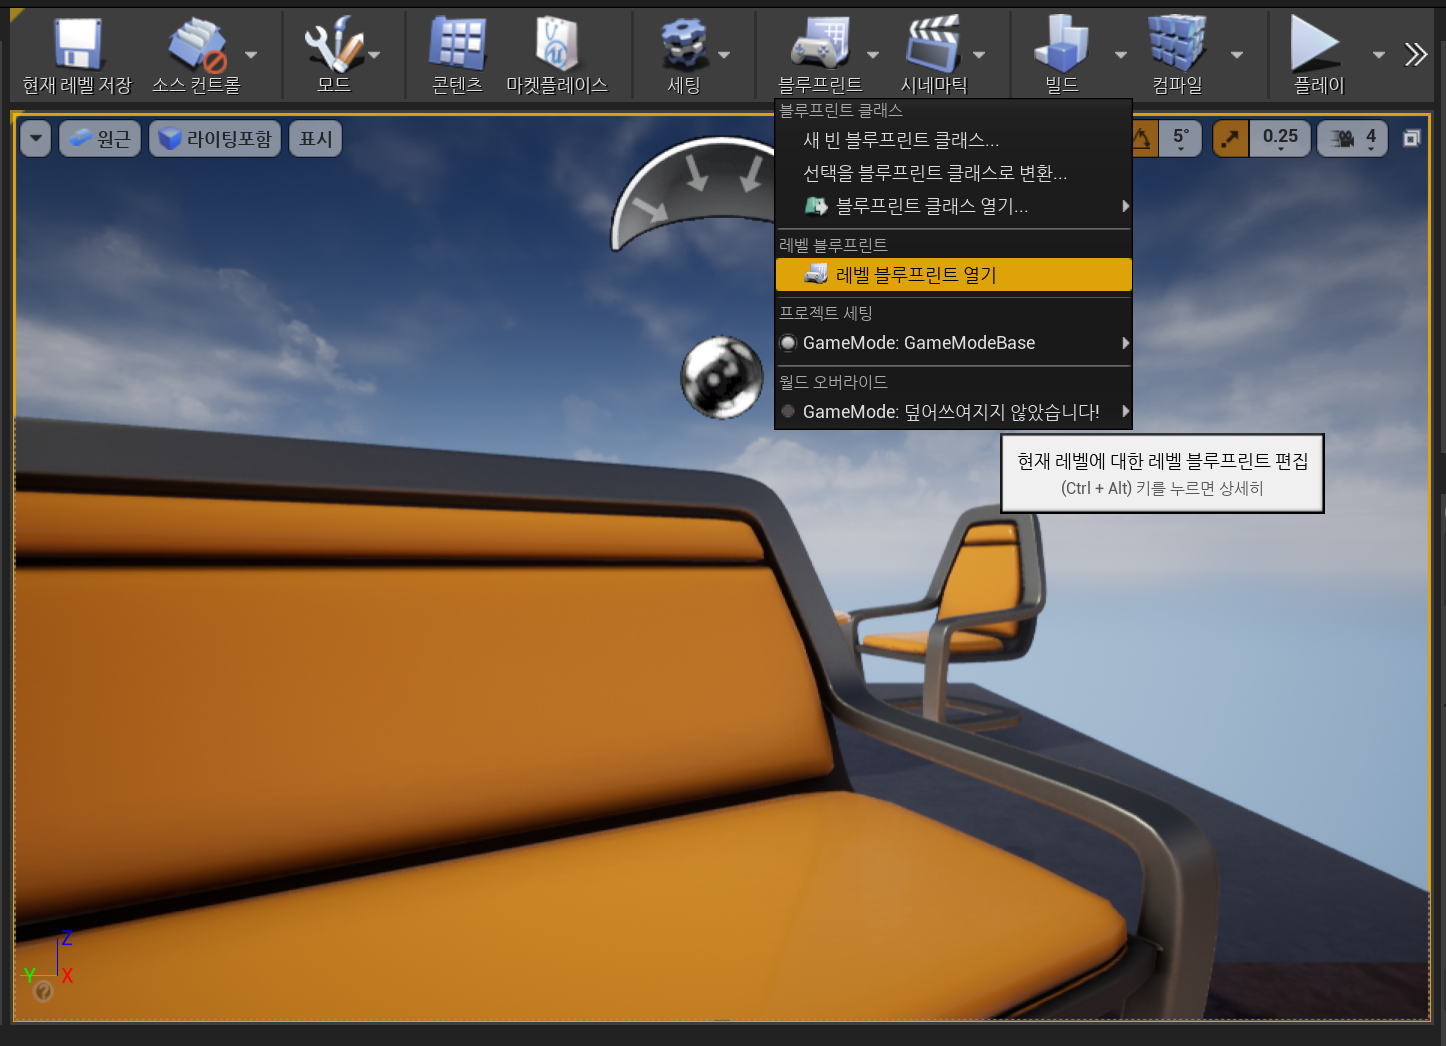 현재 레벨 저장
소스 컨트롤
모드
콘텐츠
마켓플레이스
세팅
블루프린트
시네마틱
빌드
컴파일
플레이
원근
라이팅포함
표시
5°
0.25
4
블루프린트 클래스
새 빈 블루프린트 클래스...
선택을 블루프린트 클래스로 변환...
블루프린트 클래스 열기...
레벨 블루프린트
레벨 블루프린트 열기
프로젝트 세팅
GameMode: GameModeBase
월드 오버라이드
GameMode: 덮어쓰여지지 않았습니다!
현재 레벨에 대한 레벨 블루프린트 편집
(Ctrl + Alt) 키를 누르면 상세히
Z
Y
X
?